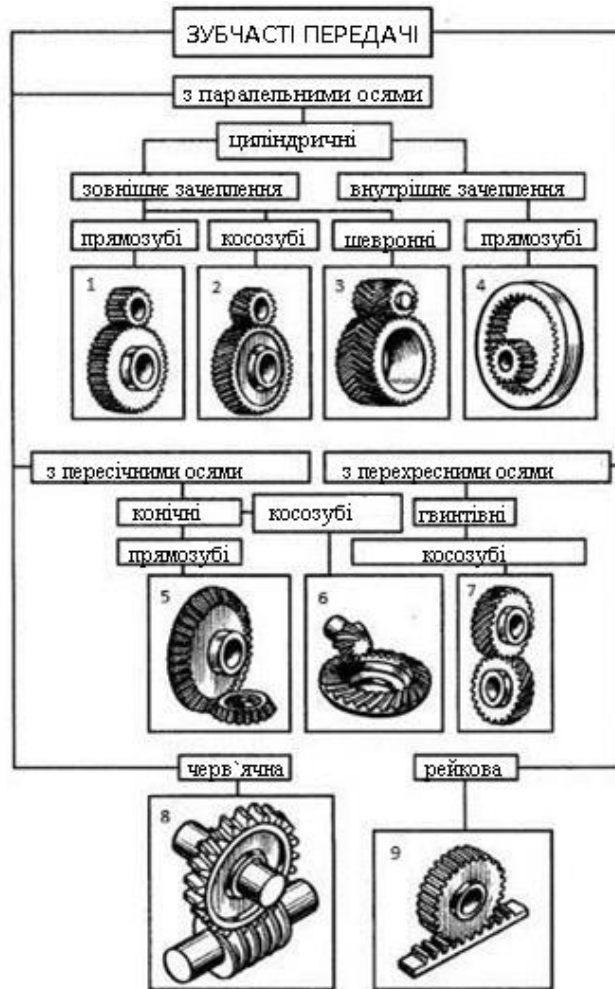 ЗУБЧАСТІ ПЕРЕДАЧІ
з паралельними осями
циліндричні
зовнішнє зачеплення
внутрішнє зачеплення
прямозубі
косозубі
шевронні
прямозубі
1
2
3
4
з пересічними осями
з перехресними осями
конічні
косозубі
гвинтівні
прямозубі
косозубі
5
6
7
черв`ячна
рейкова
8
9